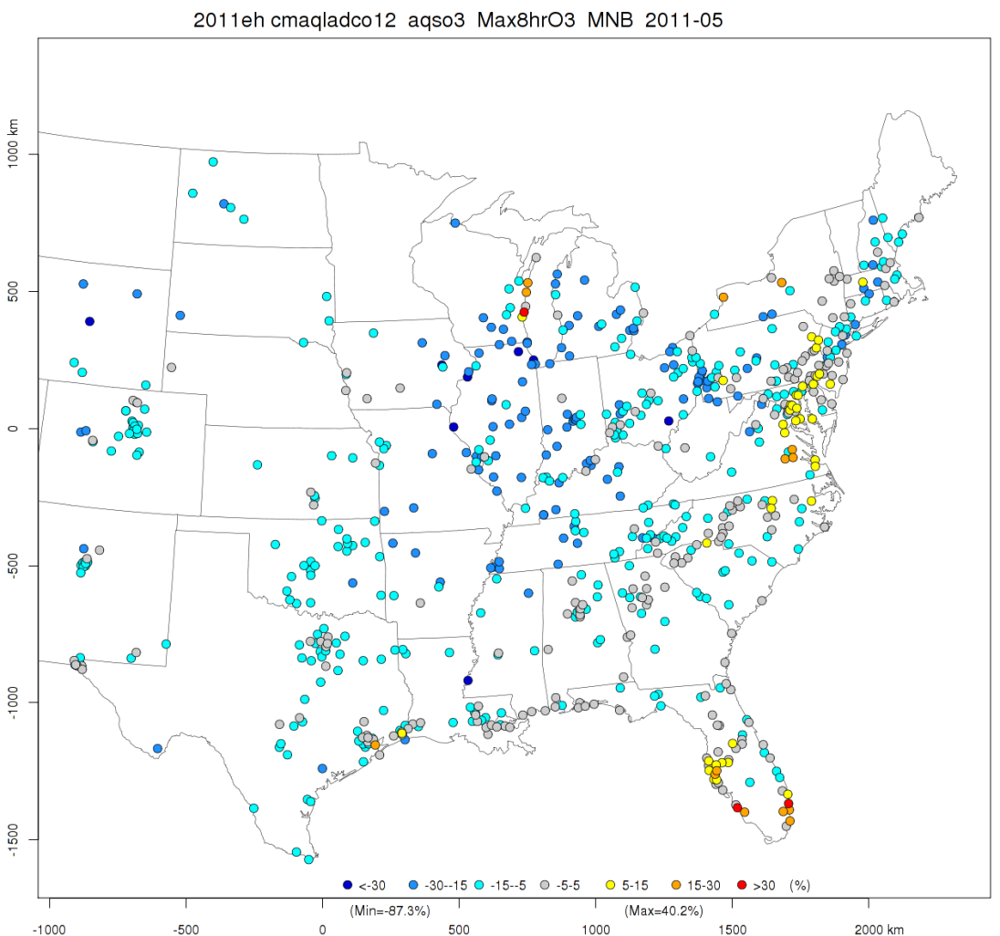 2011eh cmaqladco12 aqso3 Max8hrO3 MNB 2011-05
1000 km
500
0
-500
-1000
-1500
<-30 -30--15 -15--5 -5-5 5-15 15-30 >30 (%)
(Min=-87.3%) (Max=40.2%)
-1000 -500 0 500 1000 1500 2000 km